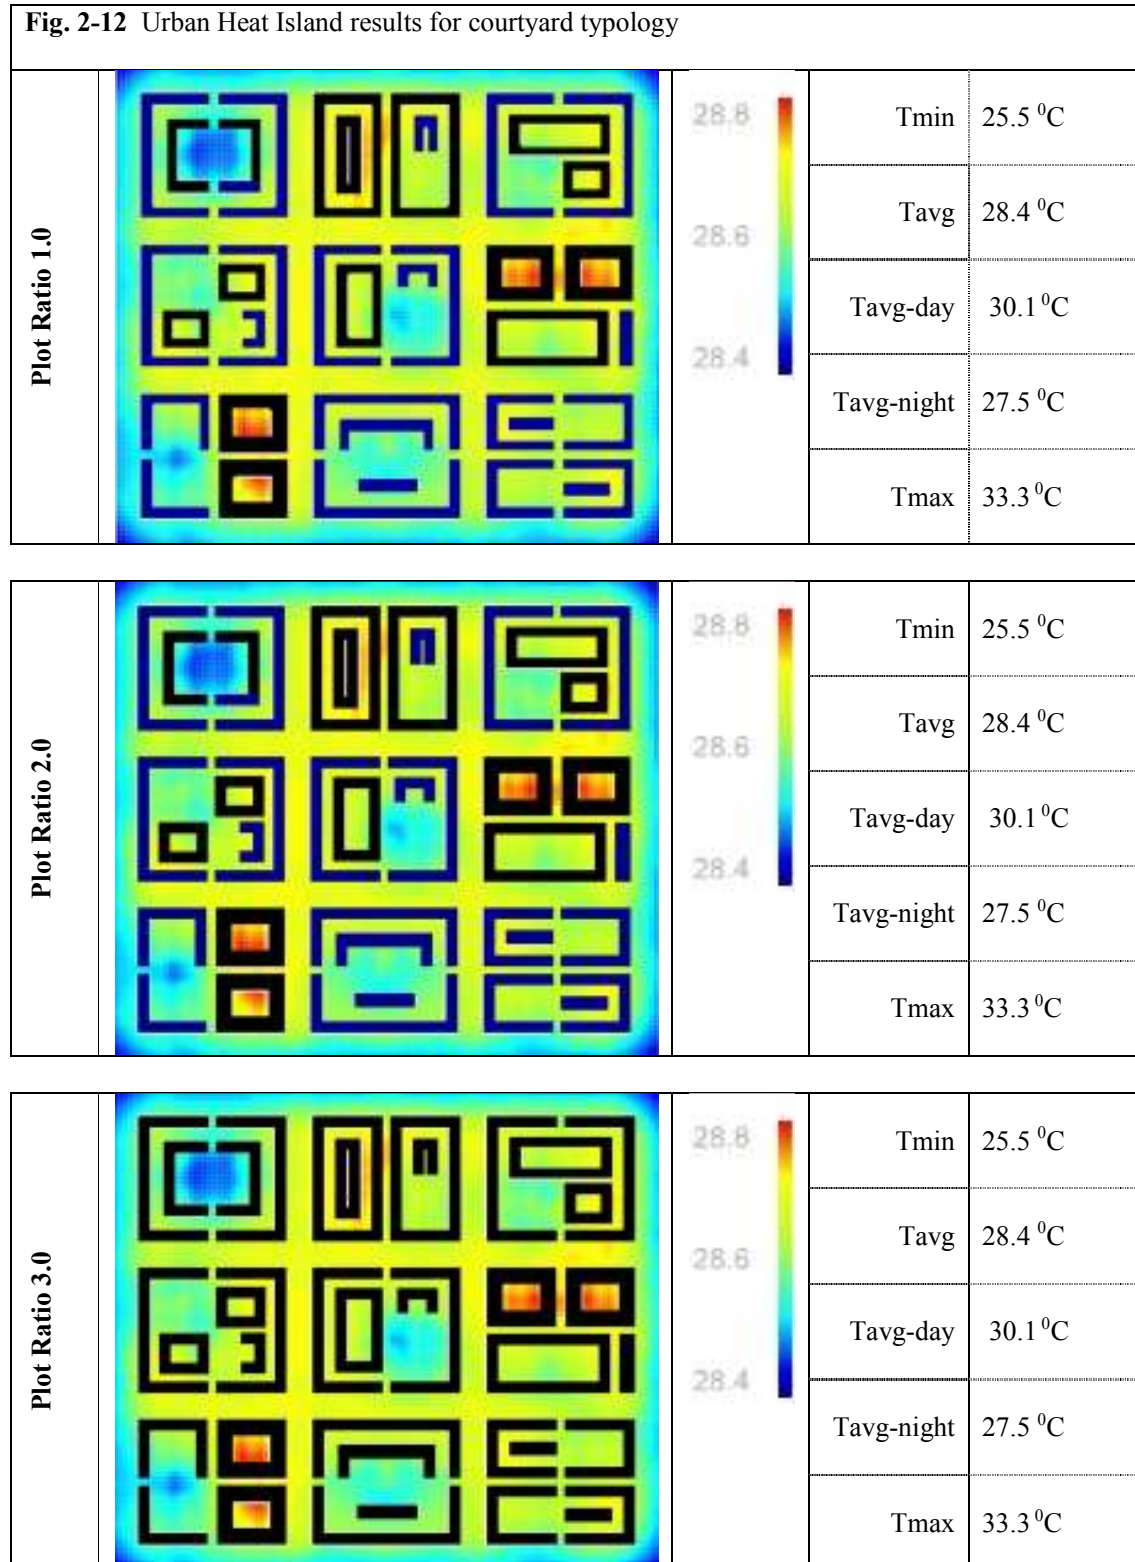 Fig. 2-12 Urban Heat Island results for courtyard typology
Plot Ratio 1.0
28.8
28.6
28.4
Tmin 25.5 ⁰C
Tavg 28.4 ⁰C
Tavg-day 30.1 ⁰C
Tavg-night 27.5 ⁰C
Tmax 33.3 ⁰C
Plot Ratio 2.0
28.8
28.6
28.4
Tmin 25.5 ⁰C
Tavg 28.4 ⁰C
Tavg-day 30.1 ⁰C
Tavg-night 27.5 ⁰C
Tmax 33.3 ⁰C
Plot Ratio 3.0
28.8
28.6
28.4
Tmin 25.5 ⁰C
Tavg 28.4 ⁰C
Tavg-day 30.1 ⁰C
Tavg-night 27.5 ⁰C
Tmax 33.3 ⁰C